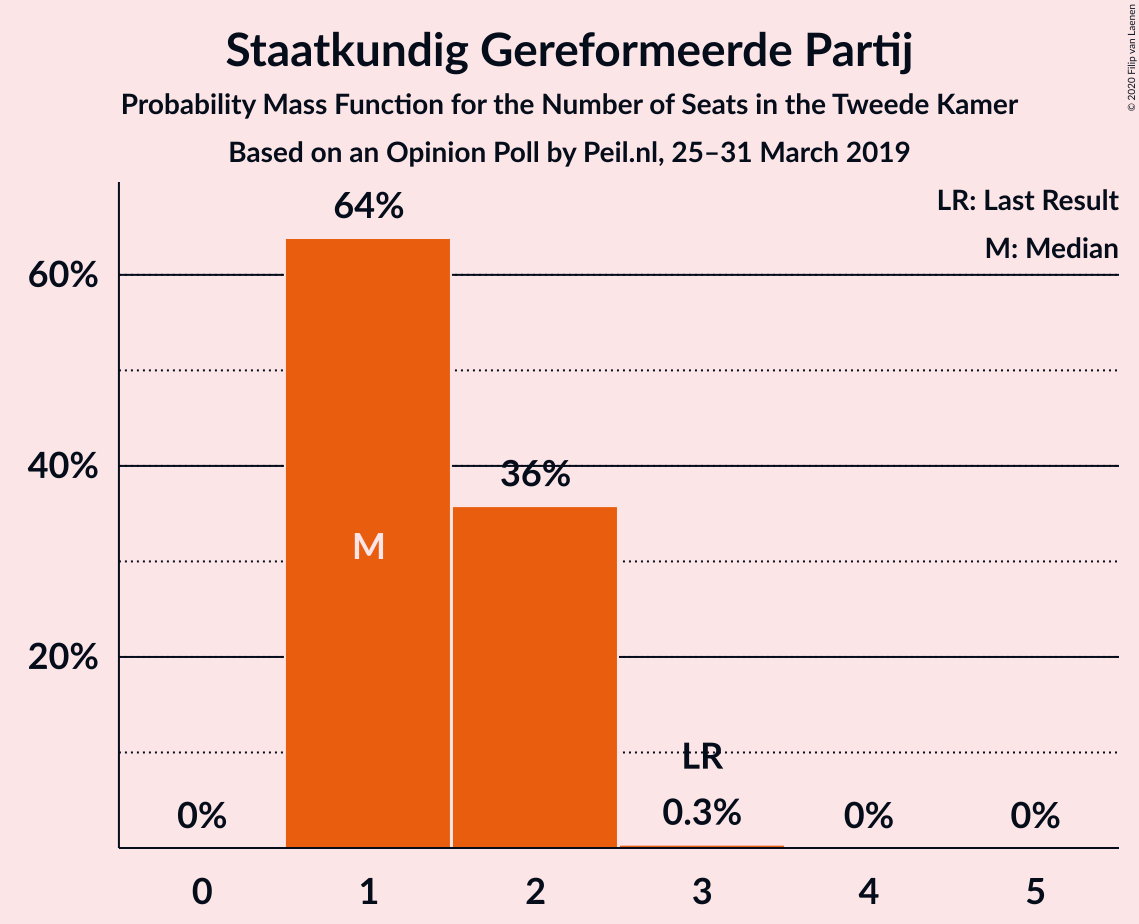 Staatkundig Gereformeerde Partij
Probability Mass Function for the Number of Seats in the Tweede Kamer
Based on an Opinion Poll by Peil.nl, 25–31 March 2019
© 2020 Filip van Laenen
LR: Last Result
M: Median
64%
60%
40%
36%
M
20%
LR
0%
0.3%
0%
0%
0 1 2 3 4 5